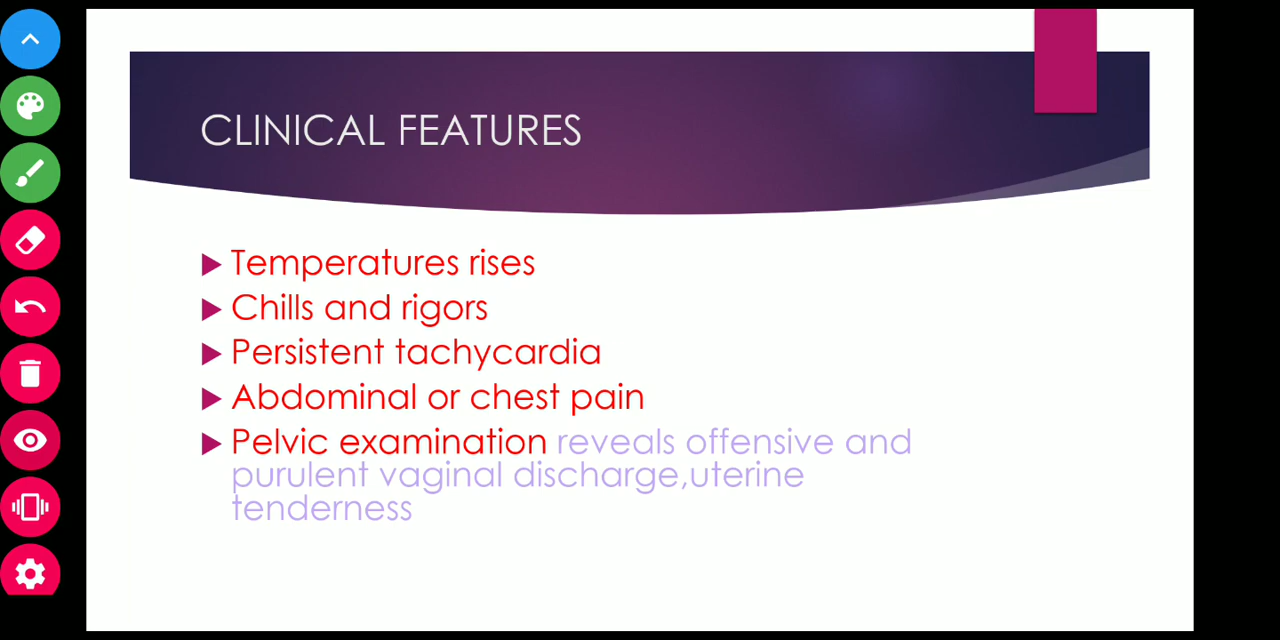 CLINICAL FEATURES
Temperatures rises
Chills and rigors
Persistent tachycardia
Abdominal or chest pain
Pelvic examination reveals offensive and
purulent vaginal discharge,uterine
tenderness